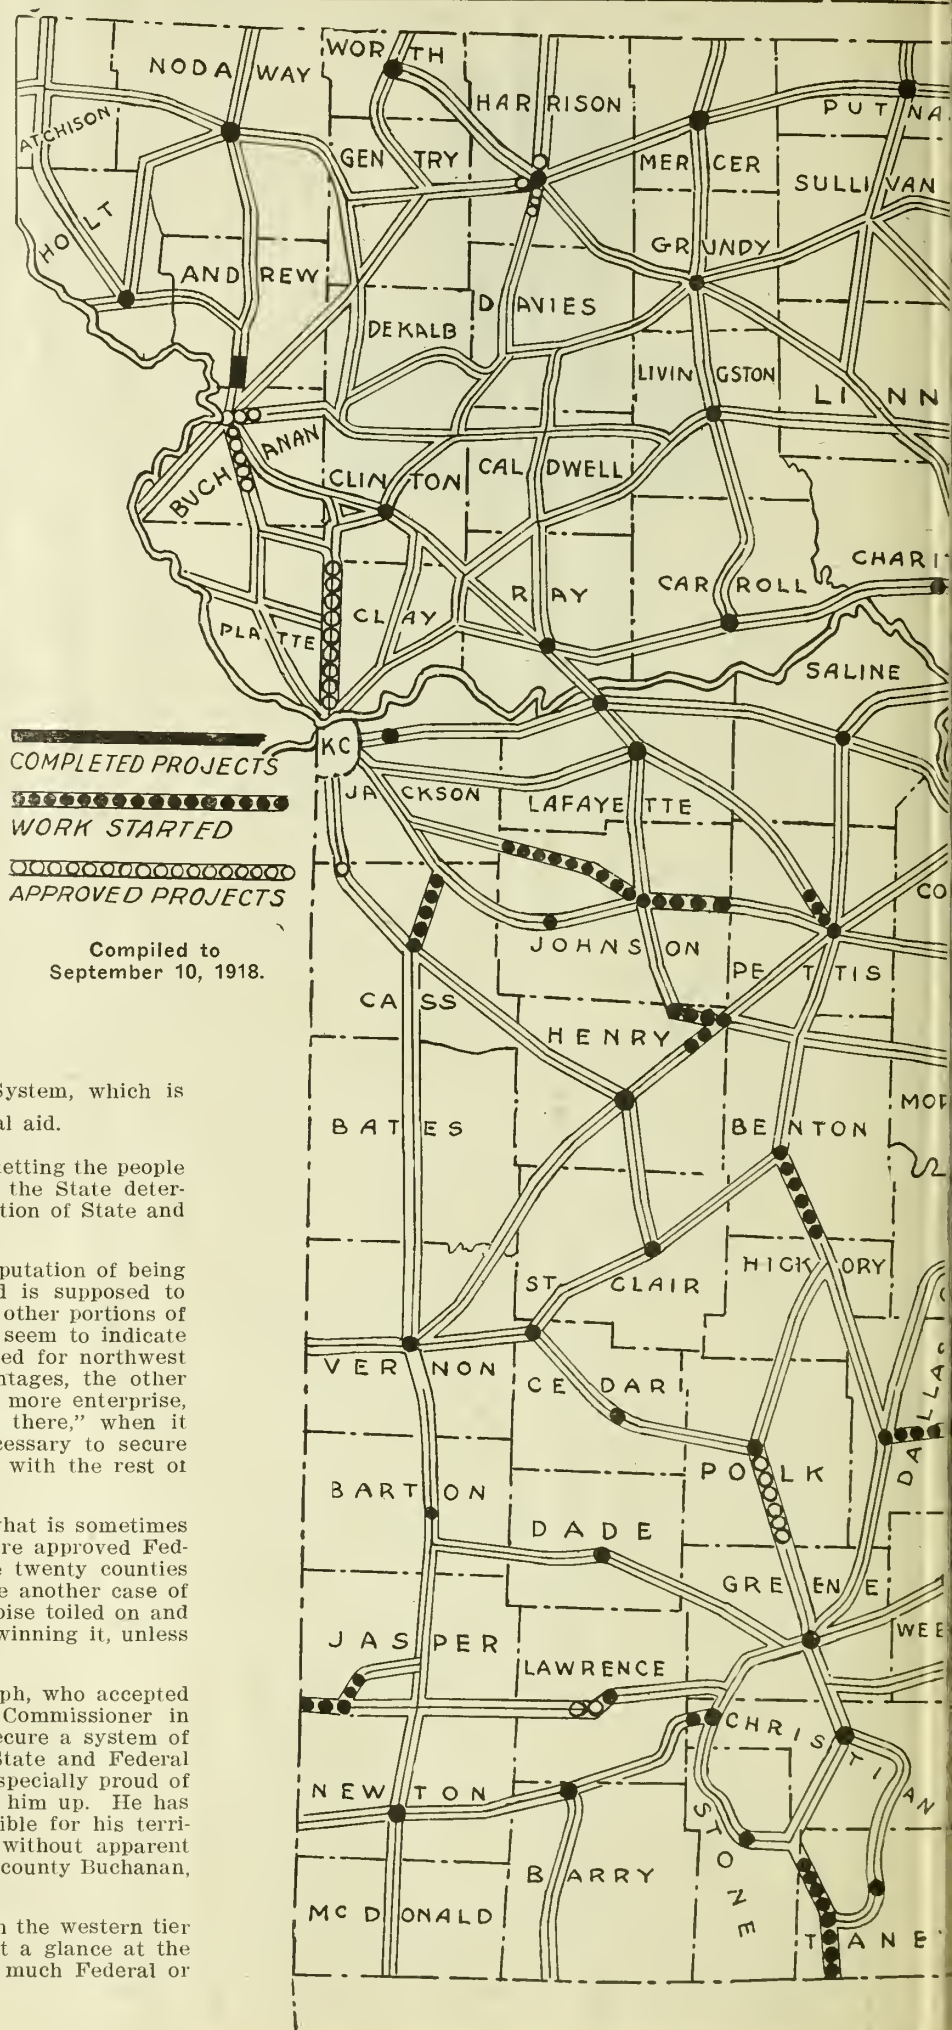 NODAWAY
WORTH
HARRISON
ATCHISON
GENTRY
MERCER
PUTNA
SULLIVAN
HOLT
ANDREW
GRUNDY
DAVIES
DEKALB
LIVINGSTON
LINN
BUCHANAN
CLINTON
CALDWELL
CHARI
CARROLL
RAY
CLAY
PLATTE
SALINE
KC
COMPLETED PROJECTS
JACKSON
LAFAYETTE
WORK STARTED
APPROVED PROJECTS
CO
Compiled to
September 10, 1918.
JOHNSON
PETTIS
CASS
HENRY
System, which is
al aid.
MOR
BATES
BENTON
etting the people
the State deter-
tion of State and
putation of being
d is supposed to
other portions of
seem to indicate
ed for northwest
ntages, the other
more enterprise,
there," when it
cessary to secure
with the rest of
HICKORY
ST. CLAIR
VERNON
CEDAR
DALLAS
POLK
BARTON
DADE
what is sometimes
re approved Fed-
e twenty counties
e another case of
oise toiled on and
winning it, unless
GREENE
WEB
JASPER
LAWRENCE
ph, who accepted
Commissioner in
ecure a system of
State and Federal
specially proud of
him up. He has
ible for his terri-
without apparent
county Buchanan,
CHRISTIAN
NEWTON
STONE
BARRY
MCDONALD
TANEY
n the western tier
t a glance at the
much Federal or